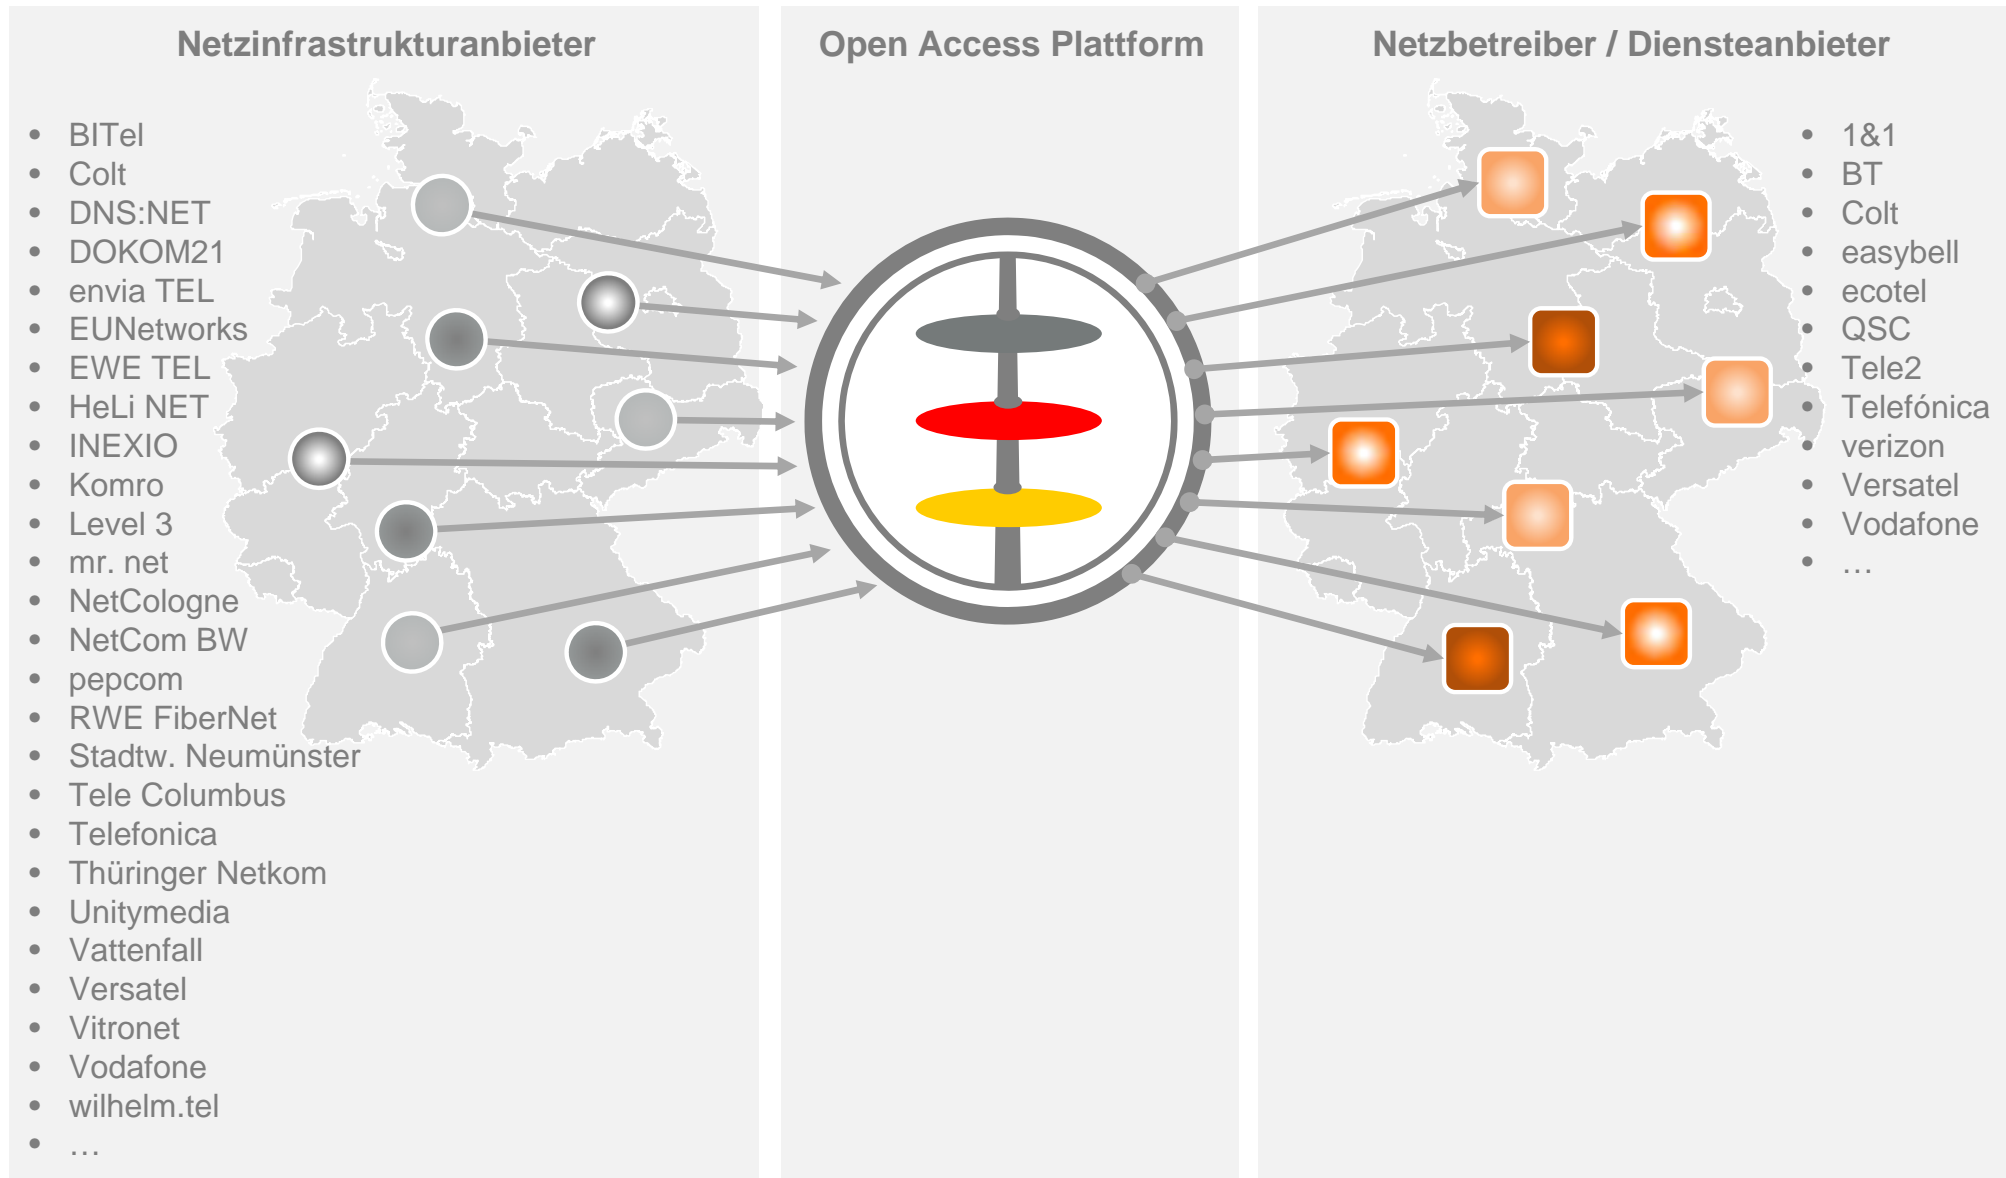 Netzinfrastrukturanbieter
• BITel
• Colt
• DNS:NET
• DOKOM21
• envia TEL
• EUNetworks
• EWE TEL
• HeLi NET
• INEXIO
• Komro
• Level 3
• mr. net
• NetCologne
• NetCom BW
• pepcom
• RWE FiberNet
• Stadtw. Neumünster
• Tele Columbus
• Telefonica
• Thüringer Netkom
• Unitymedia
• Vattenfall
• Versatel
• Vitronet
• Vodafone
• wilhelm.tel
• …
Open Access Plattform
Netzbetreiber / Diensteanbieter
• 1&1
• BT
• Colt
• easybell
• ecotel
• QSC
• Tele2
• Telefónica
• verizon
• Versatel
• Vodafone
• …